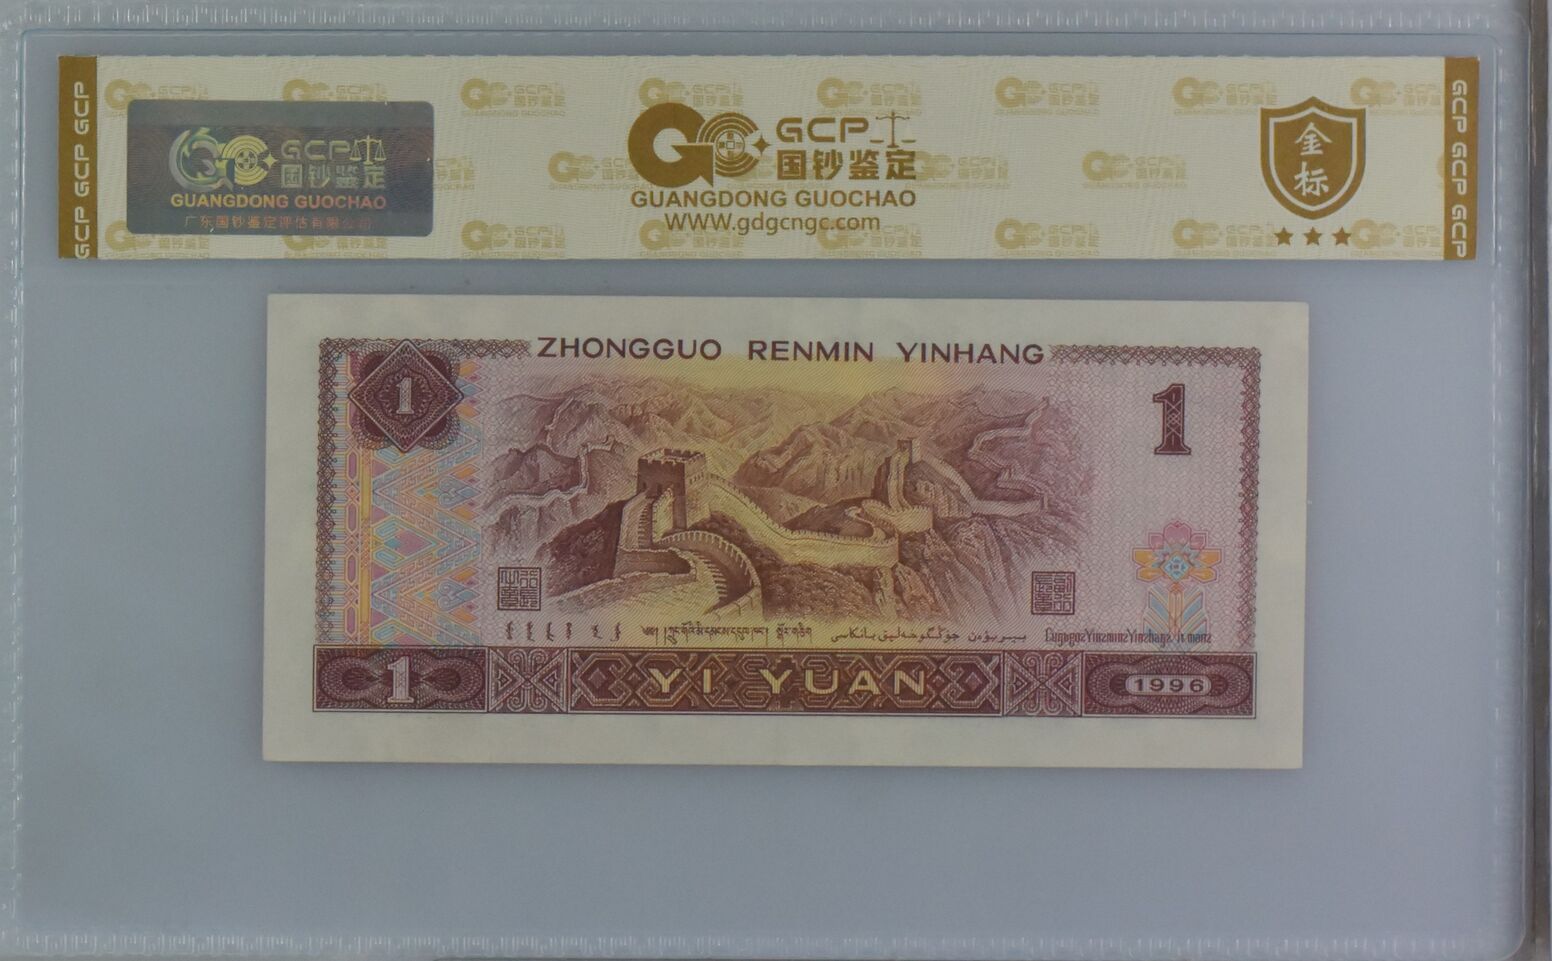 GCP GCP GCP
GCP
国钞鉴定
GUANGDONG GUOCHAO
广东国钞鉴定评估有限公司
GCP
国钞鉴定
GUANGDONG GUOCHAO
WWW.gdgcngc.com
金标
GCP GCP GCP
ZHONGGUO RENMIN YINHANG
1
1
1
YI YUAN
1996